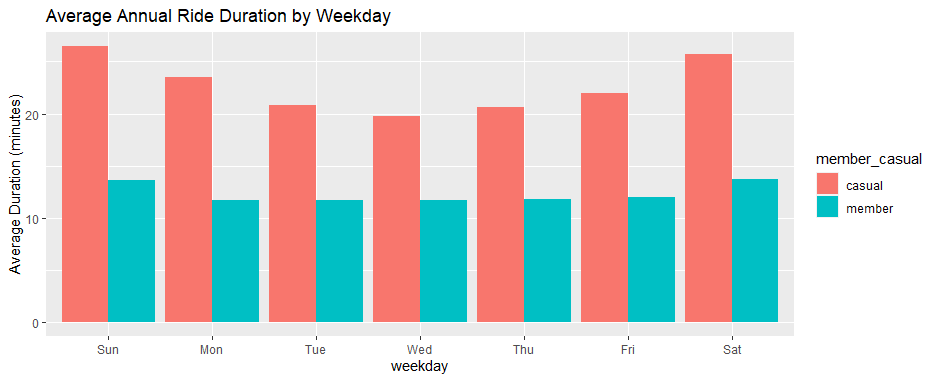 Average Annual Ride Duration by Weekday
Average Duration (minutes)
20
10
0
Sun Mon Tue Wed Thu Fri Sat
weekday
member_casual
casual
member